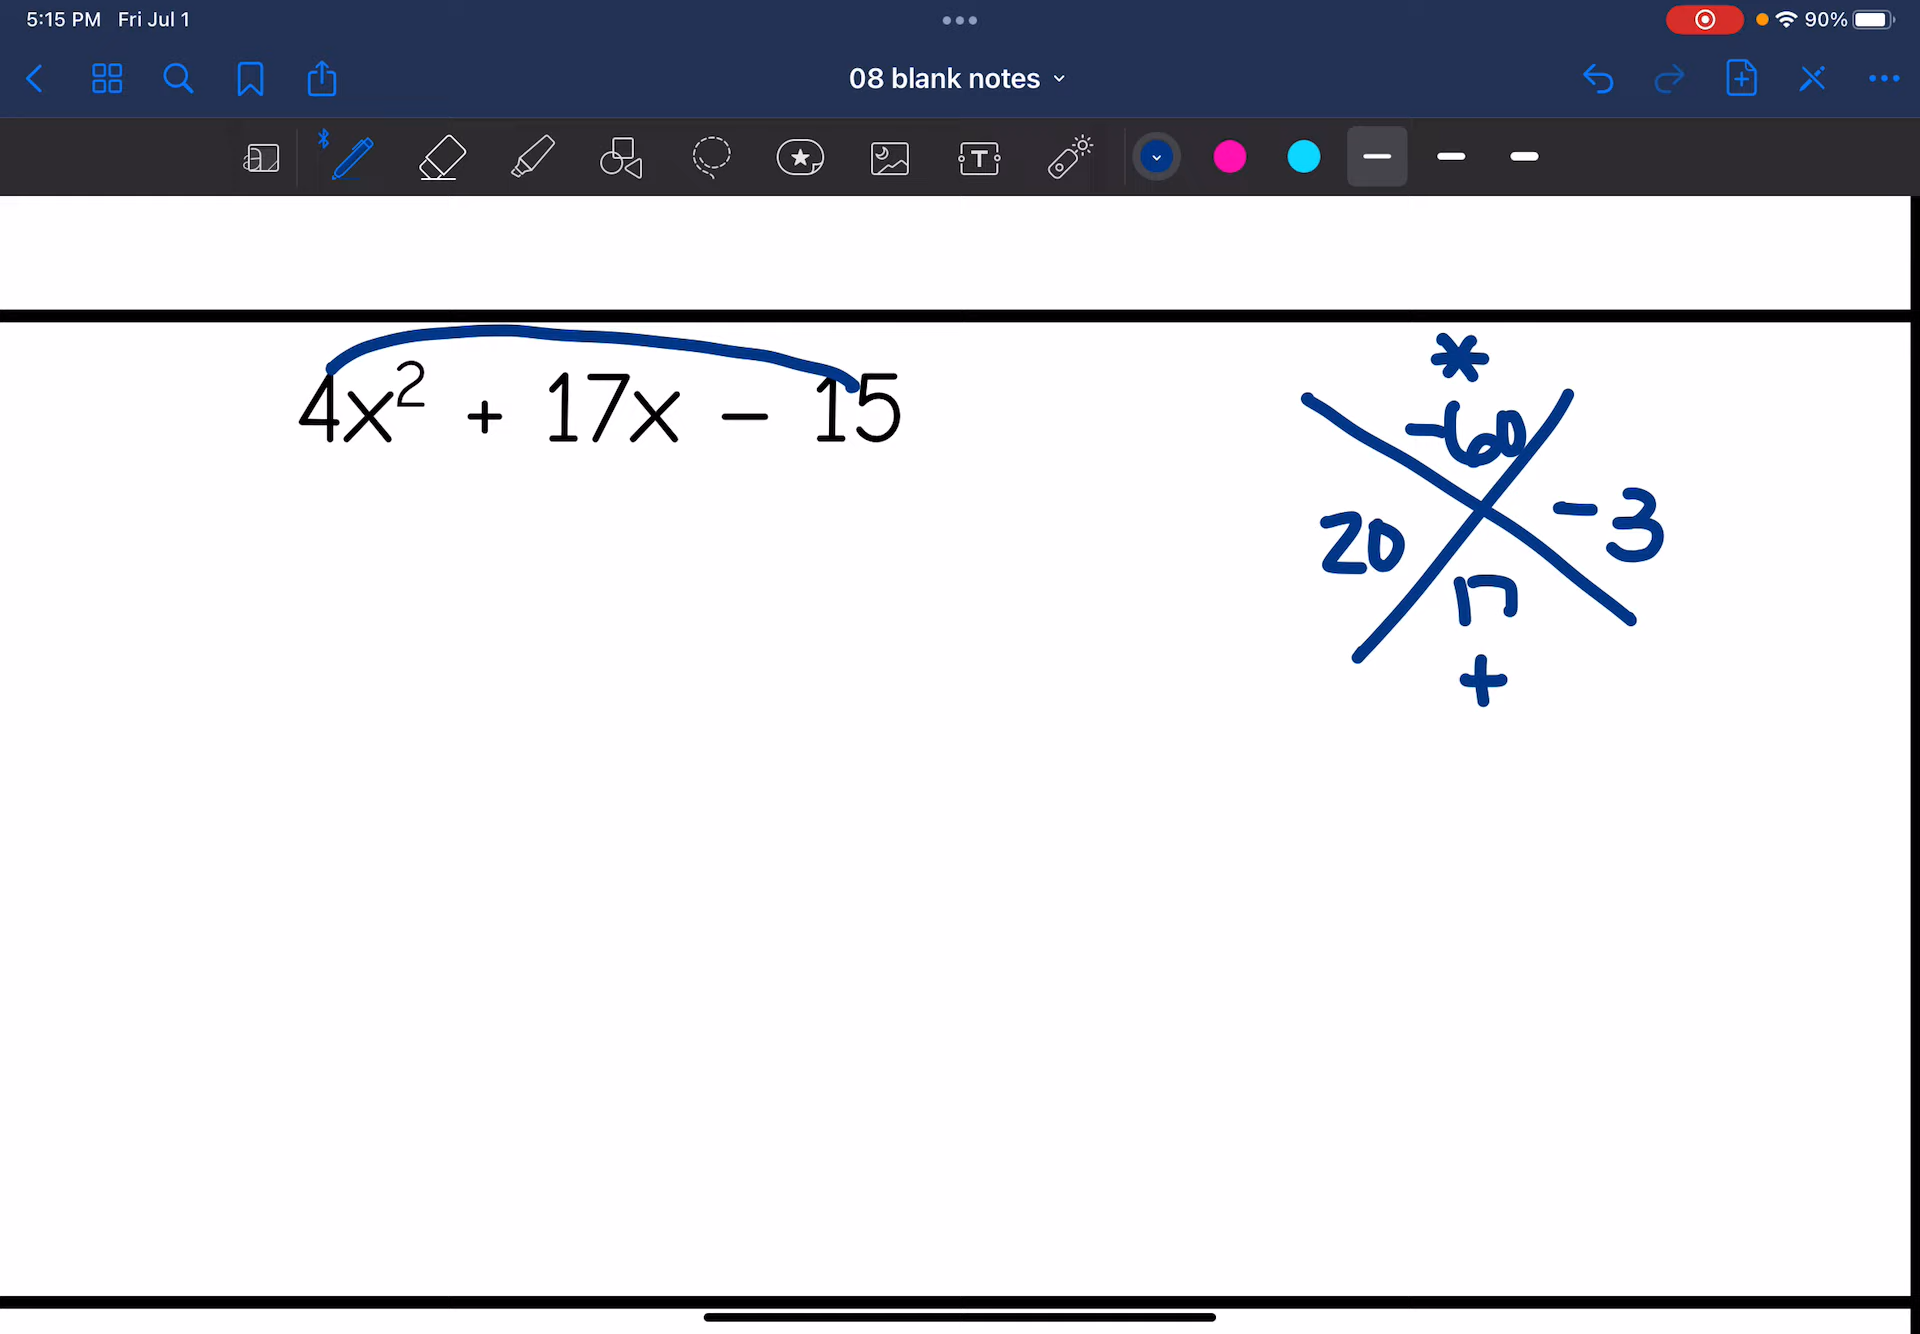 5:15 PM Fri Jul 1
90%
08 blank notes
T
4x² + 17x − 15
*
-60
20 -3
17
+